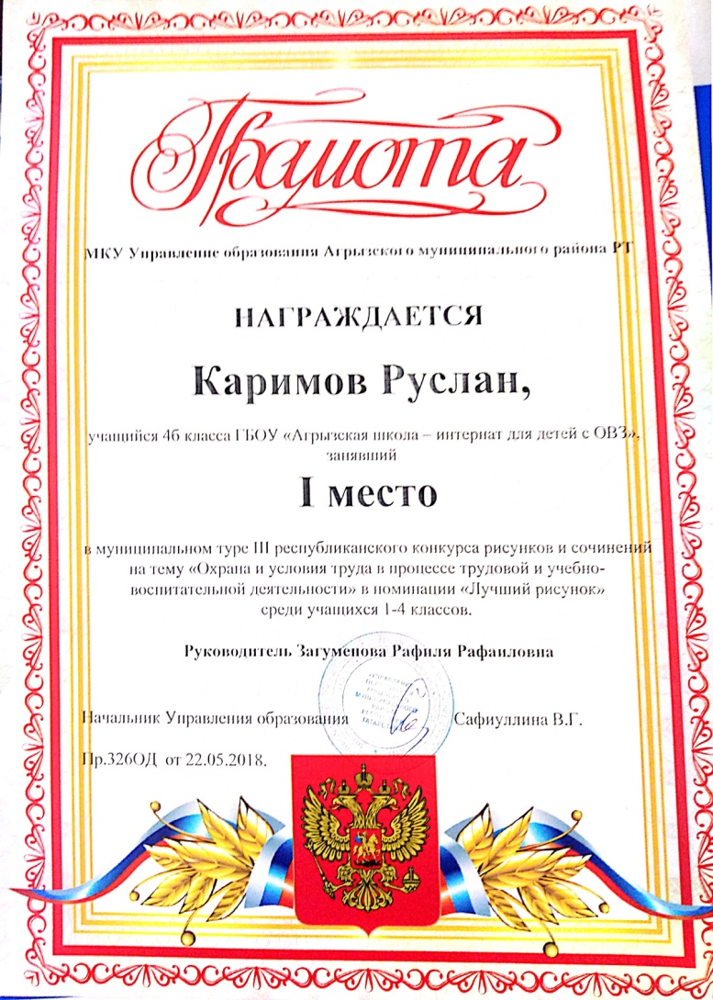 Грамота
МКУ Управление образования Агрызского муниципального района РТ
НАГРАЖДАЕТСЯ
Каримов Руслан,
учащийся 4б класса ГБОУ «Агрызская школа – интернат для детей с ОВЗ»,
занявший
I место
в муниципальном туре III республиканского конкурса рисунков и сочинений
на тему «Охрана и условия труда в процессе трудовой и учебно-
воспитательной деятельности» в номинации «Лучший рисунок»
среди учащихся 1-4 классов.
Руководитель Загуменова Рафиля Рафаиловна
Начальник Управления образования Сафиуллина В.Г.
Пр.326ОД от 22.05.2018.